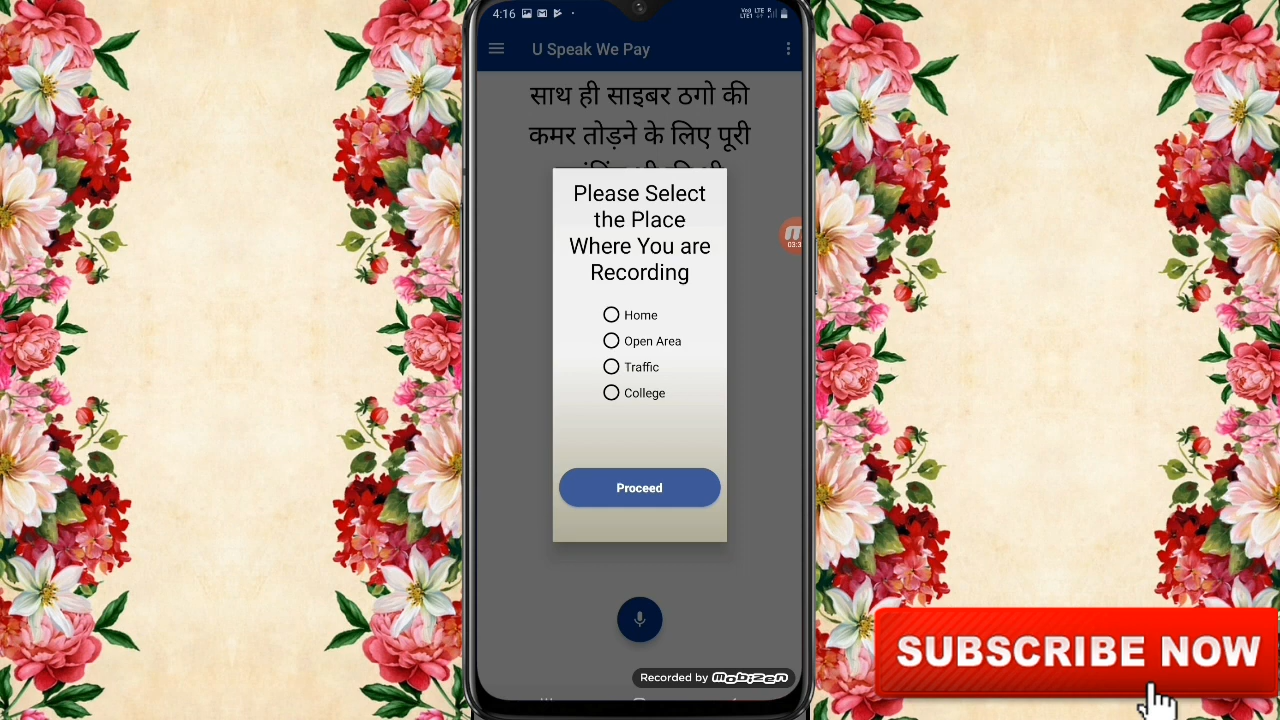 4:16
U Speak We Pay
साथ ही साइबर ठगो की
कमर तोड़ने के लिए पूरी
Please Select
the Place
Where You are
Recording
Home
Open Area
Traffic
College
Proceed
Recorded by mobizen
SUBSCRIBE NOW